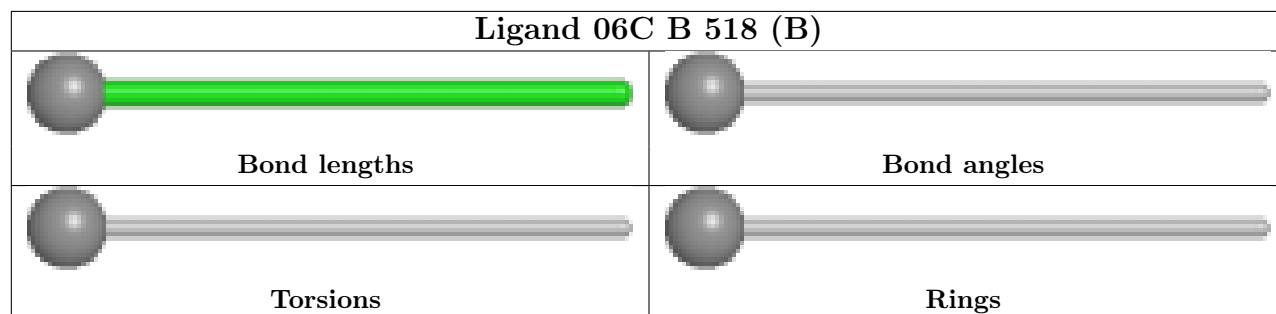 Ligand 06C B 518 (B)
Bond lengths
Bond angles
Torsions
Rings